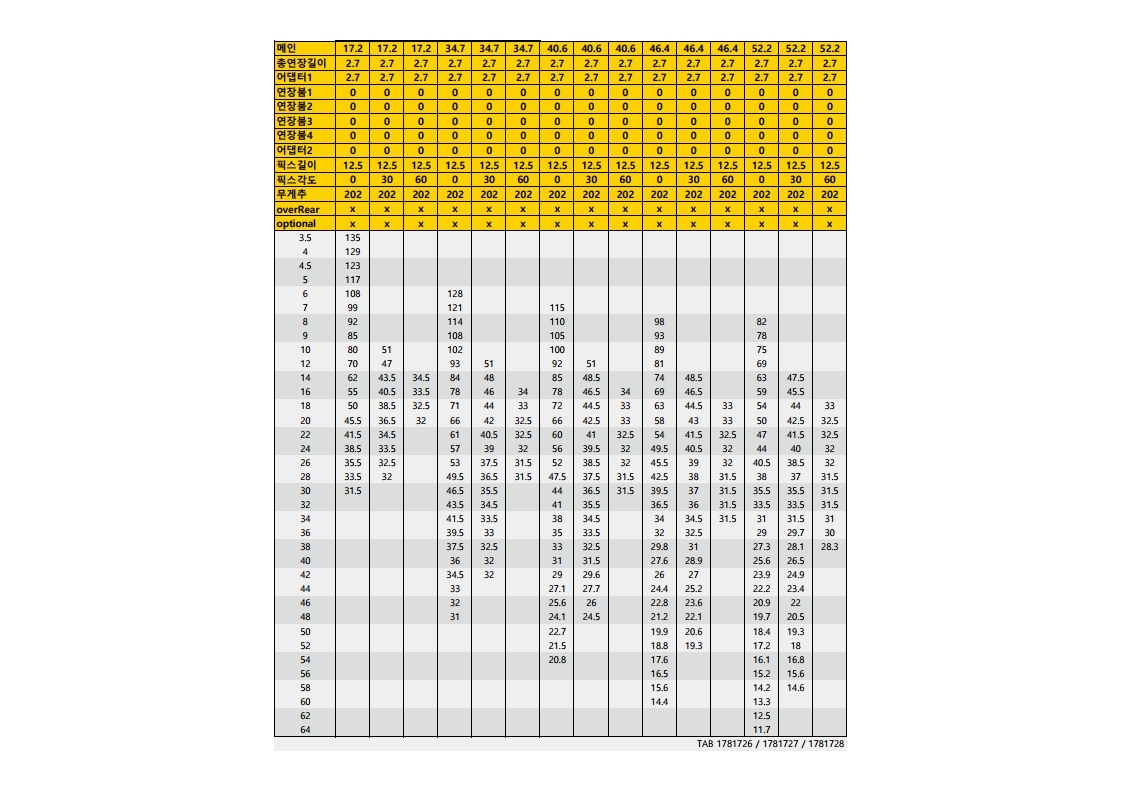 메인 17.2 17.2 17.2 34.7 34.7 34.7 40.6 40.6 40.6 46.4 46.4 46.4 52.2 52.2 52.2
총연장길이 2.7 2.7 2.7 2.7 2.7 2.7 2.7 2.7 2.7 2.7 2.7 2.7 2.7 2.7 2.7
어댑터1 2.7 2.7 2.7 2.7 2.7 2.7 2.7 2.7 2.7 2.7 2.7 2.7 2.7 2.7 2.7
연장붐1 0 0 0 0 0 0 0 0 0 0 0 0 0 0 0
연장붐2 0 0 0 0 0 0 0 0 0 0 0 0 0 0 0
연장붐3 0 0 0 0 0 0 0 0 0 0 0 0 0 0 0
연장붐4 0 0 0 0 0 0 0 0 0 0 0 0 0 0 0
어댑터2 0 0 0 0 0 0 0 0 0 0 0 0 0 0 0
픽스길이 12.5 12.5 12.5 12.5 12.5 12.5 12.5 12.5 12.5 12.5 12.5 12.5 12.5 12.5 12.5
픽스각도 0 30 60 0 30 60 0 30 60 0 30 60 0 30 60
무게추 202 202 202 202 202 202 202 202 202 202 202 202 202 202 202
overRear x x x x x x x x x x x x x x x
optional x x x x x x x x x x x x x x x
3.5 135
4 129
4.5 123
5 117
6 108 128
7 99 121 115
8 92 114 110 98 82
9 85 108 105 93 78
10 80 51 102 100 89 75
12 70 47 93 51 92 51 81 69
14 62 43.5 34.5 84 48 85 48.5 74 48.5 63 47.5
16 55 40.5 33.5 78 46 34 78 46.5 34 69 46.5 59 45.5
18 50 38.5 32.5 71 44 33 72 44.5 33 63 44.5 33 54 44 33
20 45.5 36.5 32 66 42 32.5 66 42.5 33 58 43 33 50 42.5 32.5
22 41.5 34.5 61 40.5 32.5 60 41 32.5 54 41.5 32.5 47 41.5 32.5
24 38.5 33.5 57 39 32 56 39.5 32 49.5 40.5 32 44 40 32
26 35.5 32.5 53 37.5 31.5 52 38.5 32 45.5 39 32 40.5 38.5 32
28 33.5 32 49.5 36.5 31.5 47.5 37.5 31.5 42.5 38 31.5 38 37 31.5
30 31.5 46.5 35.5 44 36.5 31.5 39.5 37 31.5 35.5 35.5 31.5
32 43.5 34.5 41 35.5 36.5 36 31.5 33.5 33.5 31.5
34 41.5 33.5 38 34.5 34 34.5 31.5 31 31.5 31
36 39.5 33 35 33.5 32 32.5 29 29.7 30
38 37.5 32.5 33 32.5 29.8 31 27.3 28.1 28.3
40 36 32 31 31.5 27.6 28.9 25.6 26.5
42 34.5 32 29 29.6 26 27 23.9 24.9
44 33 27.1 27.7 24.4 25.2 22.2 23.4
46 32 25.6 26 22.8 23.6 20.9 22
48 31 24.1 24.5 21.2 22.1 19.7 20.5
50 22.7 19.9 20.6 18.4 19.3
52 21.5 18.8 19.3 17.2 18
54 20.8 17.6 16.1 16.8
56 16.5 15.2 15.6
58 15.6 14.2 14.6
60 14.4 13.3
62 12.5
64 11.7
TAB 1781726 / 1781727 / 1781728